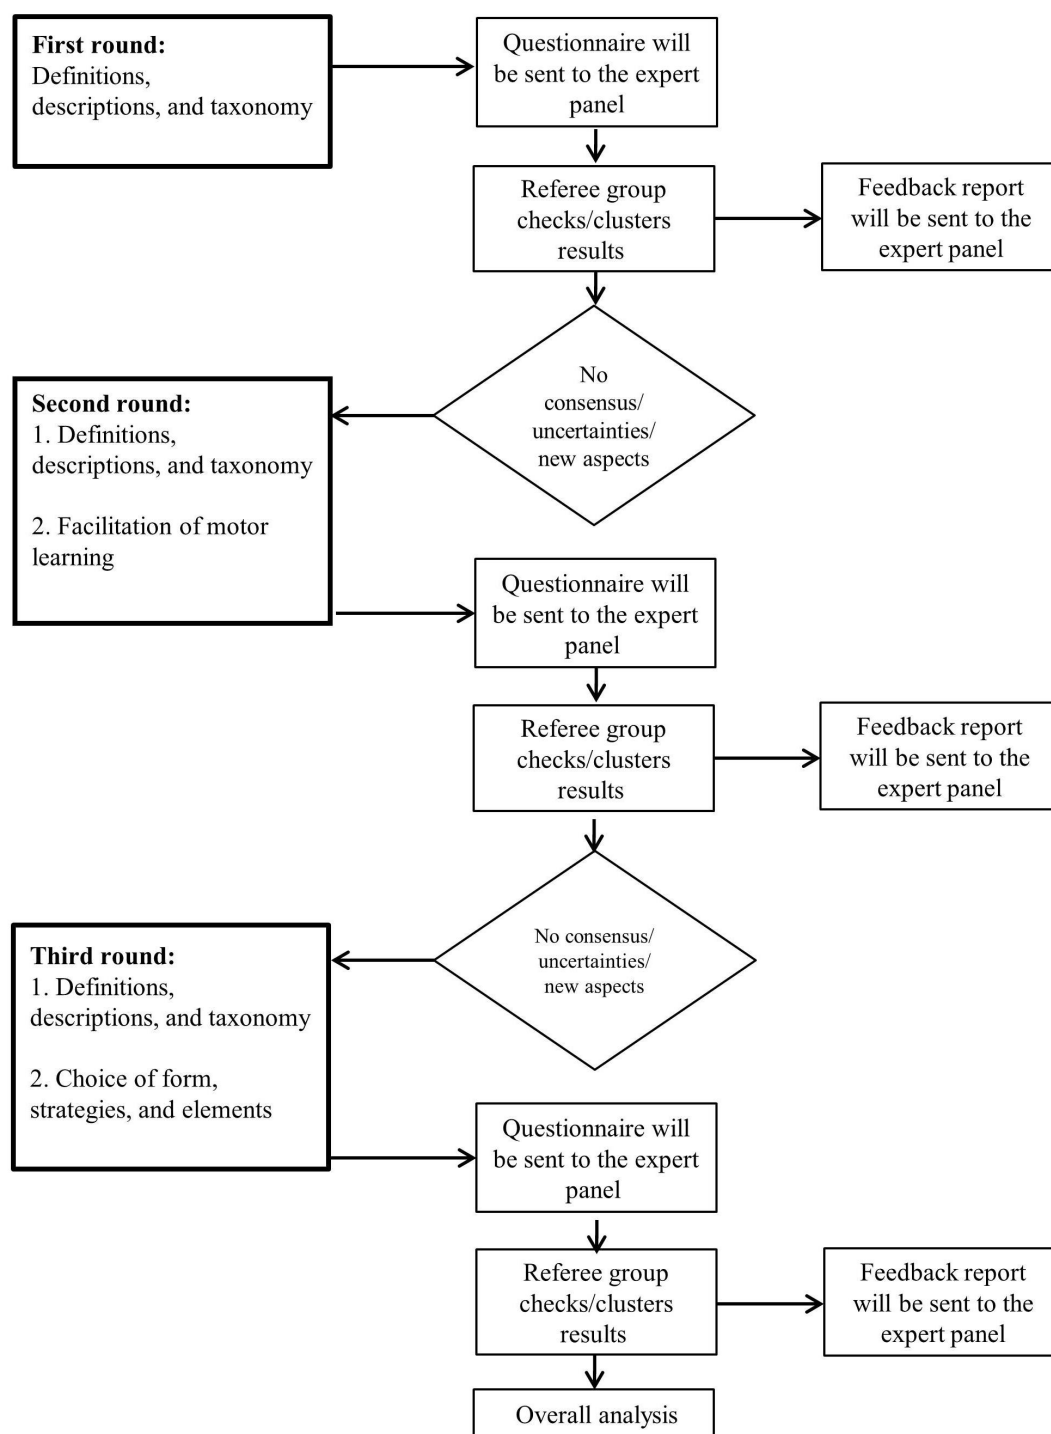 First round:
Definitions,
descriptions, and taxonomy
Questionnaire will
be sent to the expert
panel
Referee group
checks/clusters
results
Feedback report
will be sent to the
expert panel
No
consensus/
uncertainties/
new aspects
Second round:
1. Definitions,
descriptions, and taxonomy
2. Facilitation of motor
learning
Questionnaire will
be sent to the expert
panel
Referee group
checks/clusters
results
Feedback report
will be sent to the
expert panel
No consensus/
uncertainties/
new aspects
Third round:
1. Definitions,
descriptions, and taxonomy
2. Choice of form,
strategies, and elements
Questionnaire will
be sent to the expert
panel
Referee group
checks/clusters
results
Feedback report
will be sent to the
expert panel
Overall analysis